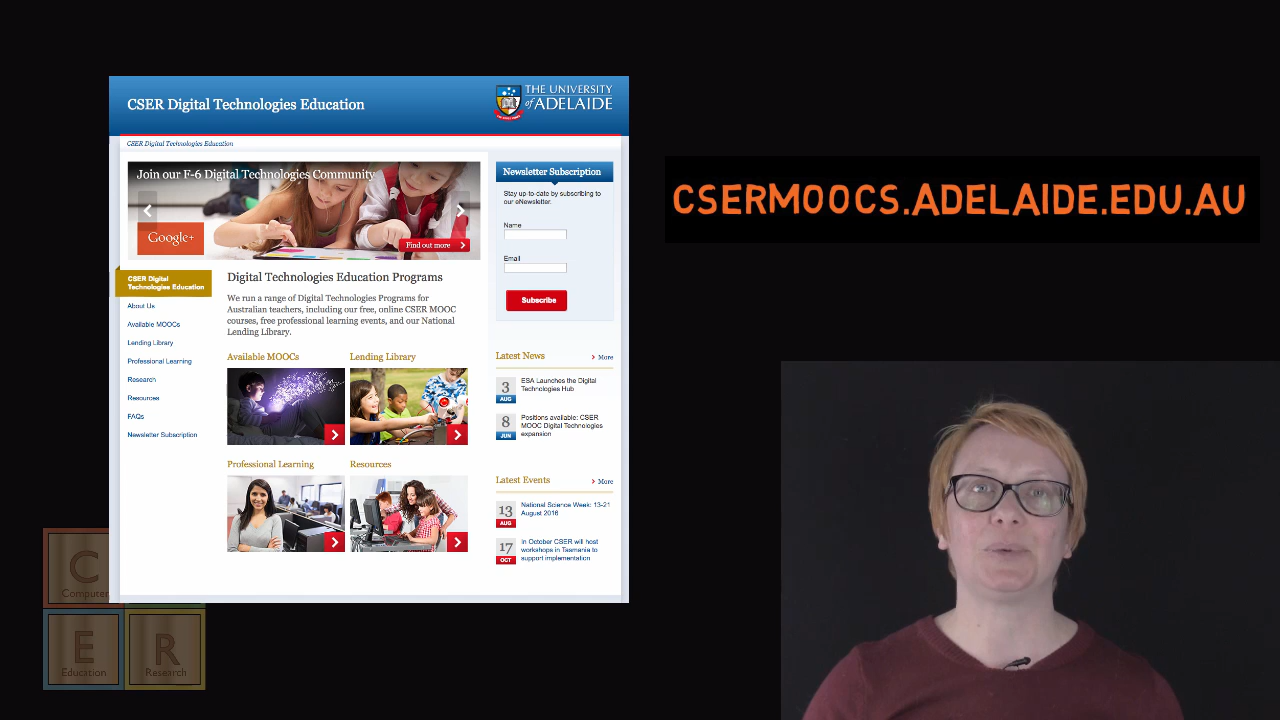 CSER Digital Technologies Education
THE UNIVERSITY
of ADELAIDE
CSER Digital Technologies Education
Join our F-6 Digital Technologies Community
Google+
Find out more
CSER Digital
Technologies Education
About Us
Available MOOCs
Lending Library
Professional Learning
Research
Resources
FAQs
Newsletter Subscription
Digital Technologies Education Programs
We run a range of Digital Technologies Programs for
Australian teachers, including our free, online CSER MOOC
courses, free professional learning events, and our National
Lending Library.
Available MOOCs
Lending Library
Professional Learning
Resources
Newsletter Subscription
Stay up-to-date by subscribing to
our eNewsletter.
Name
Email
Subscribe
Latest News
More
3
AUG
ESA Launches the Digital
Technologies Hub
8
JUN
Positions available: CSER
MOOC Digital Technologies
expansion
Latest Events
More
13
AUG
National Science Week: 13-21
August 2016
17
OCT
In October CSER will host
workshops in Tasmania to
support implementation
CSERMOOCS.ADELAIDE.EDU.AU
C
Computer
E
Education
R
Research